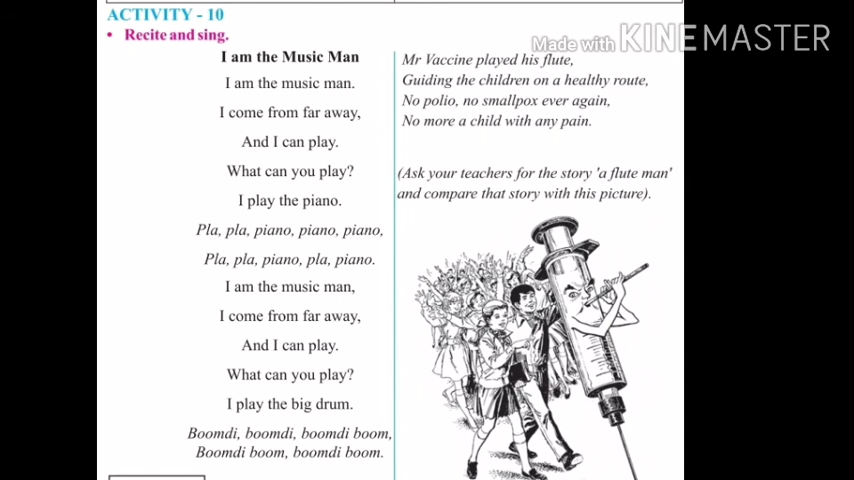 ACTIVITY - 10
• Recite and sing.
Made with KINEMASTER
I am the Music Man
I am the music man.
I come from far away,
And I can play.
What can you play?
I play the piano.
Pla, pla, piano, piano, piano,
Pla, pla, piano, pla, piano.
I am the music man,
I come from far away,
And I can play.
What can you play?
I play the big drum.
Boomdi, boomdi, boomdi boom,
Boomdi boom, boomdi boom.
Mr Vaccine played his flute,
Guiding the children on a healthy route,
No polio, no smallpox ever again,
No more a child with any pain.
(Ask your teachers for the story 'a flute man'
and compare that story with this picture).